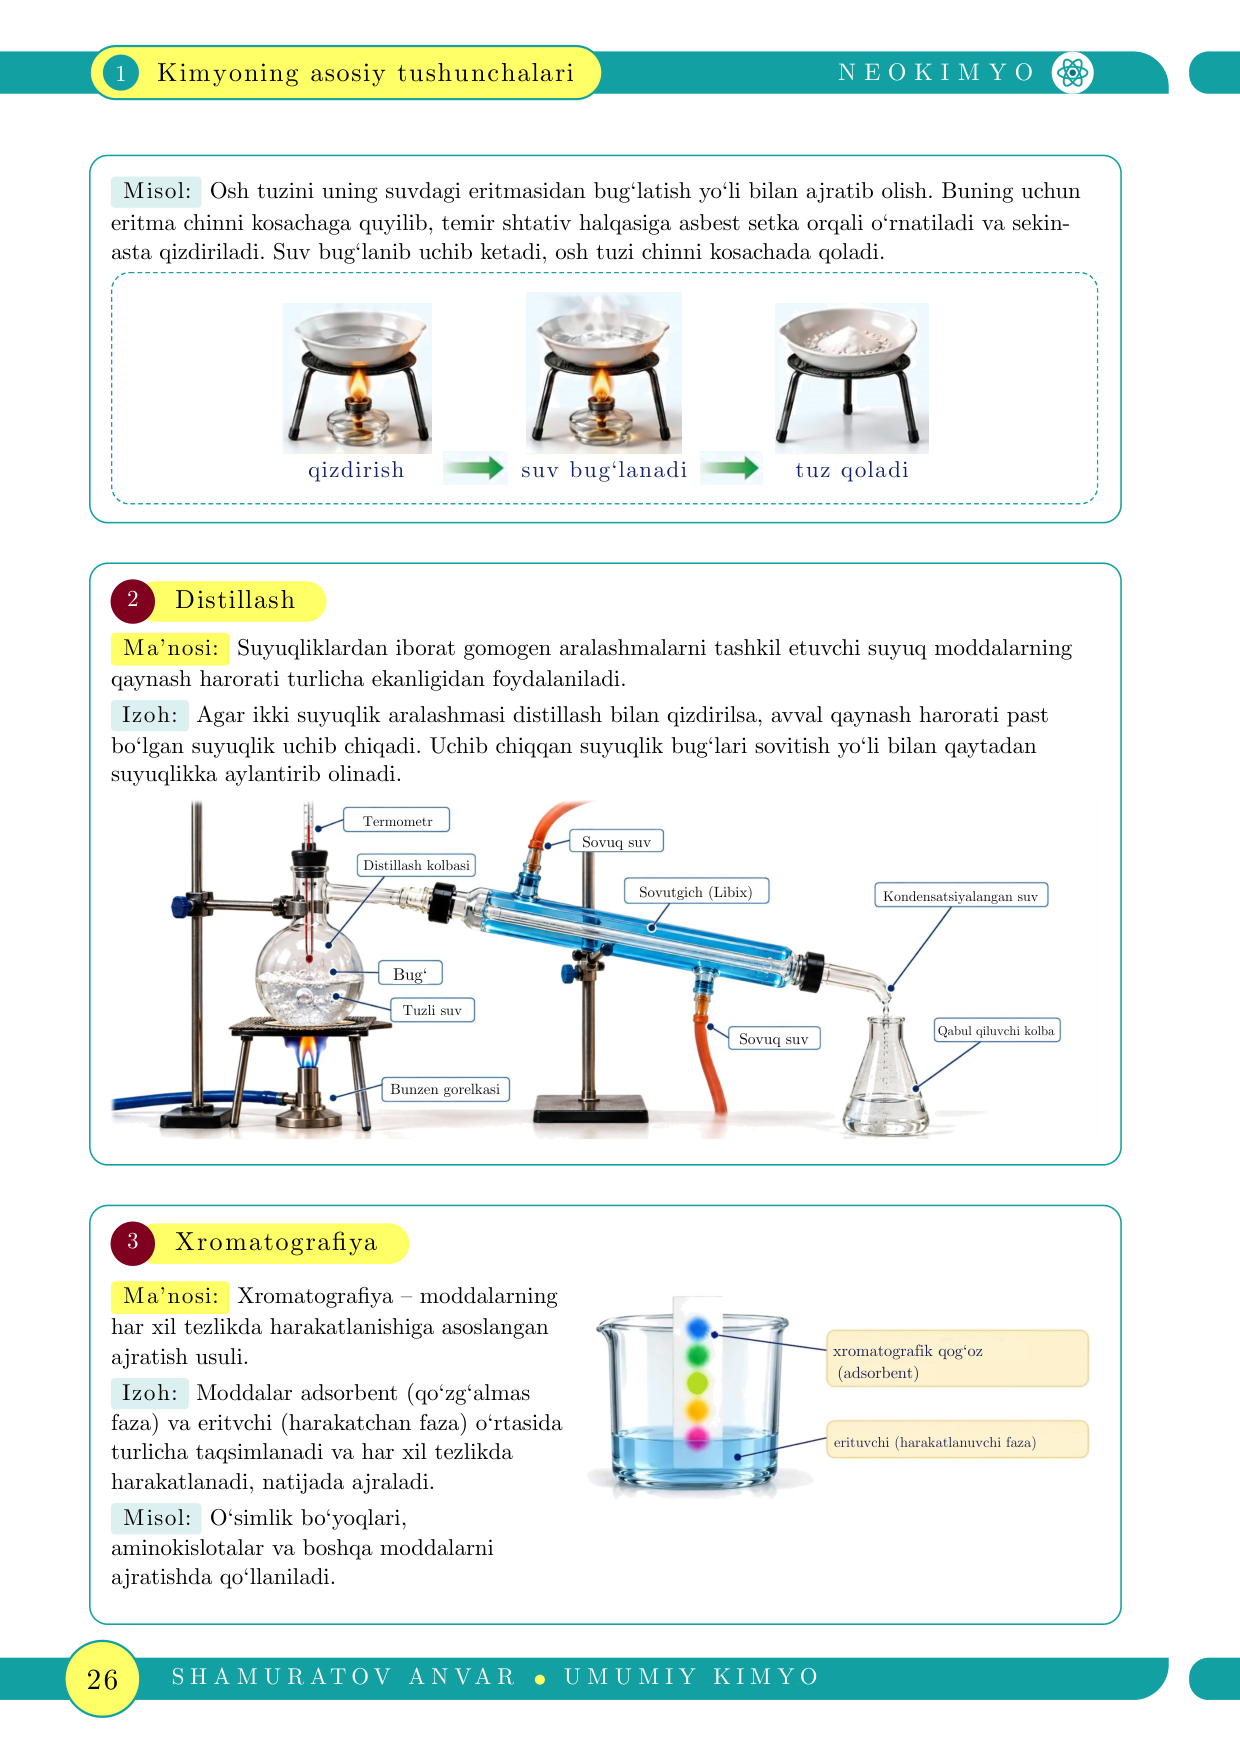 1 Kimyoning asosiy tushunchalari
NEOKIMYO
Misol: Osh tuzini uning suvdagi eritmasidan bug‘latish yo‘li bilan ajratib olish. Buning uchun
eritma chinni kosachaga quyilib, temir shtativ halqasiga asbest setka orqali o‘rnatiladi va sekin-
asta qizdiriladi. Suv bug‘lanib uchib ketadi, osh tuzi chinni kosachada qoladi.
qizdirish
suv bug‘lanadi
tuz qoladi
2 Distillash
Ma’nosi: Suyuqliklardan iborat gomogen aralashmalarni tashkil etuvchi suyuq moddalarning
qaynash harorati turlicha ekanligidan foydalaniladi.
Izoh: Agar ikki suyuqlik aralashmasi distillash bilan qizdirilsa, avval qaynash harorati past
bo‘lgan suyuqlik uchib chiqadi. Uchib chiqqan suyuqlik bug‘lari sovitish yo‘li bilan qaytadan
suyuqlikka aylantirib olinadi.
Termometr
Sovuq suv
Distillash kolbasi
Sovutgich (Libix)
Kondensatsiyalangan suv
Bug‘
Tuzli suv
Sovuq suv
Qabul qiluvchi kolba
Bunzen gorelkasi
3 Xromatografiya
Ma’nosi: Xromatografiya – moddalarning
har xil tezlikda harakatlanishiga asoslangan
ajratish usuli.
Izoh: Moddalar adsorbent (qo‘zg‘almas
faza) va eritvchi (harakatchan faza) o‘rtasida
turlicha taqsimlanadi va har xil tezlikda
harakatlanadi, natijada ajraladi.
Misol: O‘simlik bo‘yoqlari,
aminokislotalar va boshqa moddalarni
ajratishda qo‘llaniladi.
xromatografik qog‘oz
(adsorbent)
erituvchi (harakatlanuvchi faza)
26
SHAMURATOV ANVAR • UMUMIY KIMYO